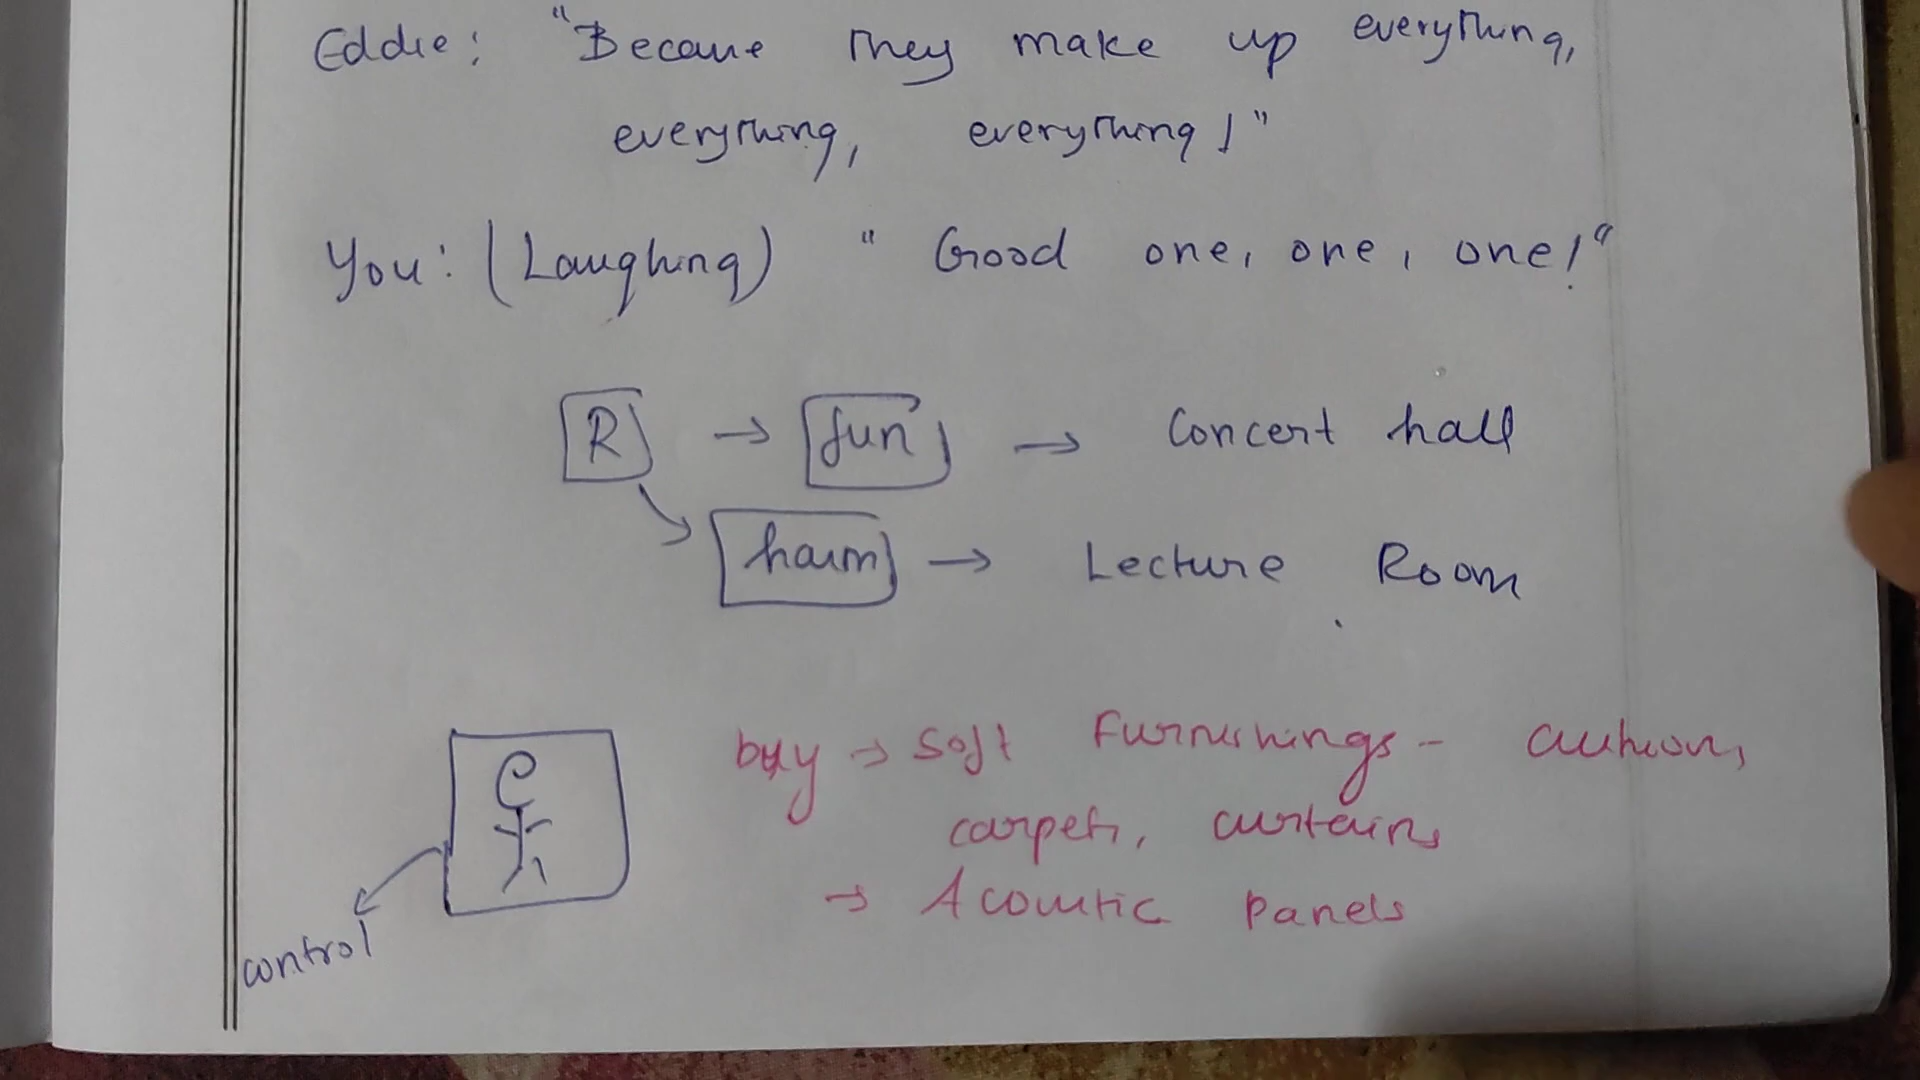 Eddie: "Because they make up everything,
everything, everything!"
You: (Laughing) "Good one, one, one!"
R → fun → Concert hall
harm → Lecture Room
buy → Soft Furnishings - cushions,
carpets, curtains
→ Acoustic Panels
control